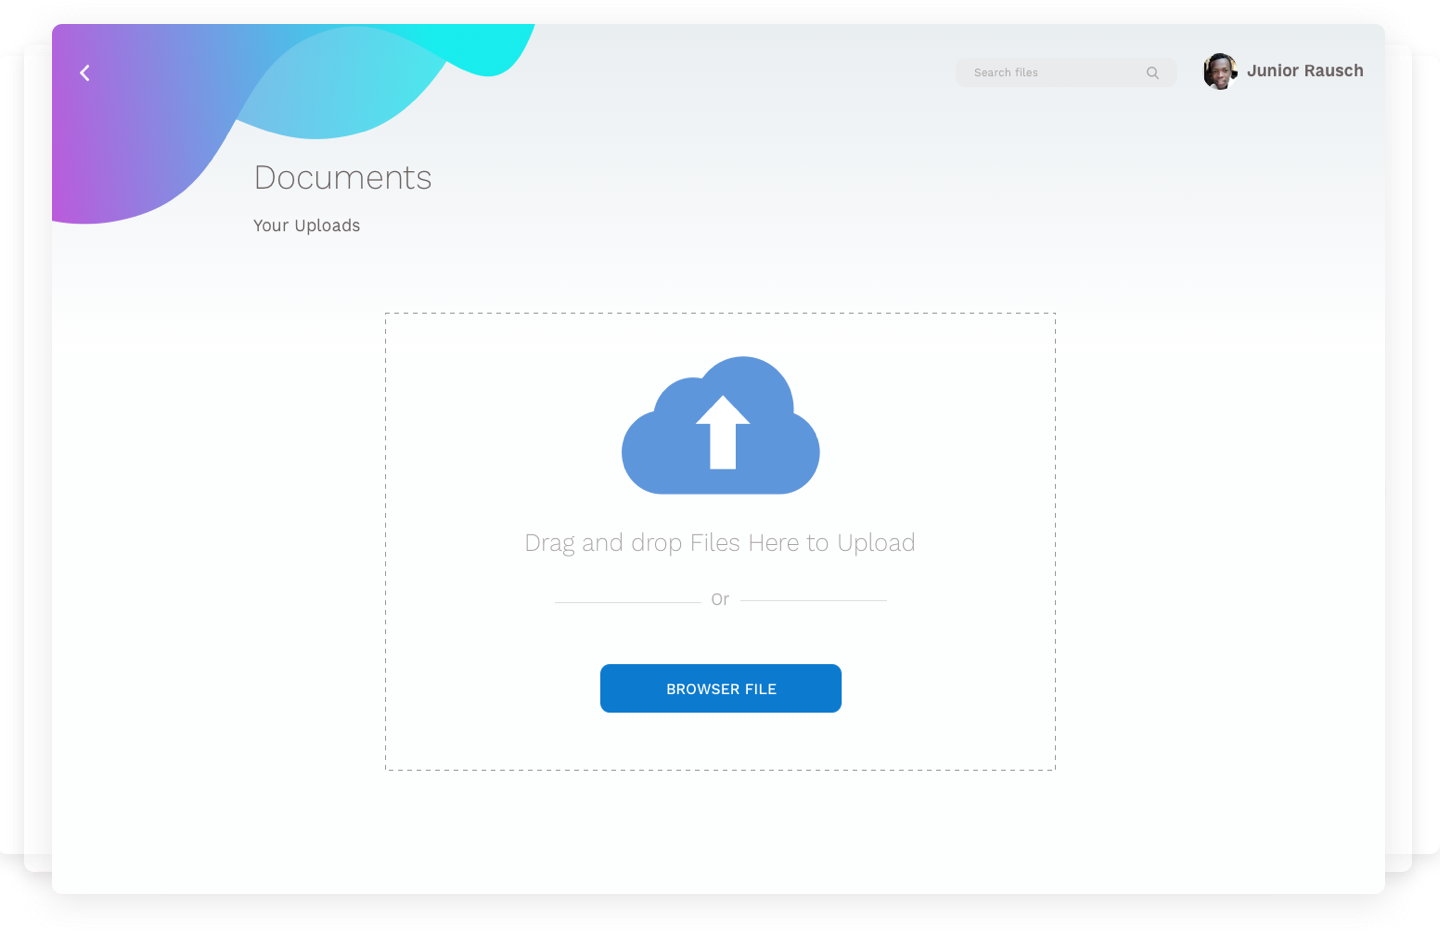 Search files
Junior Rausch
Documents
Your Uploads
Drag and drop Files Here to Upload
Or
BROWSER FILE